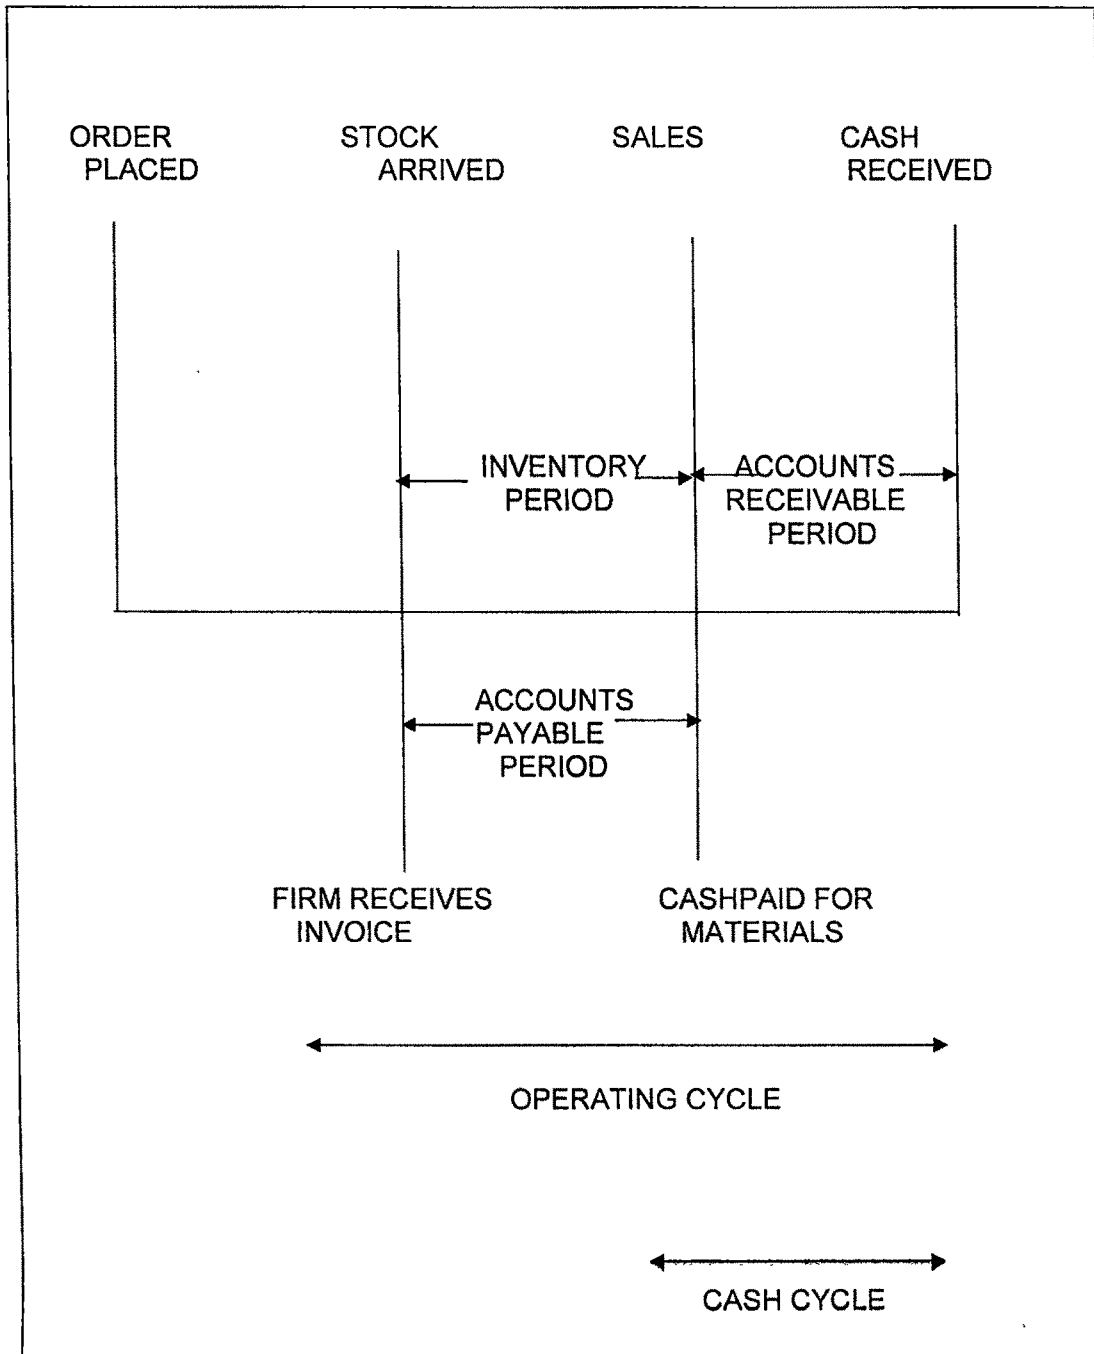 ORDER
PLACED
STOCK
ARRIVED
SALES
CASH
RECEIVED
INVENTORY
PERIOD
ACCOUNTS
RECEIVABLE
PERIOD
ACCOUNTS
PAYABLE
PERIOD
FIRM RECEIVES
INVOICE
CASHPAID FOR
MATERIALS
OPERATING CYCLE
CASH CYCLE